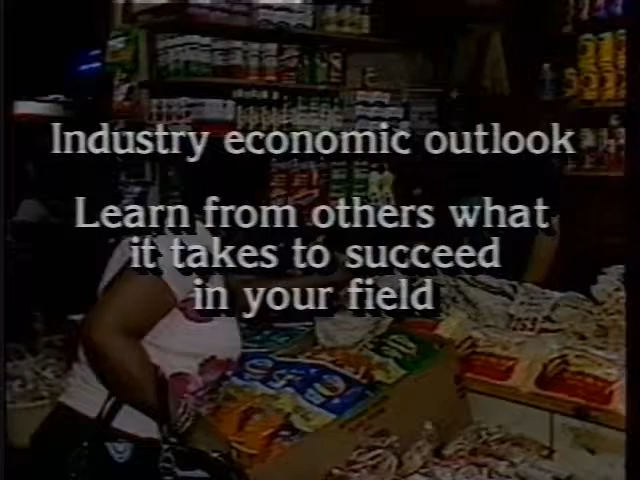 Industry economic outlook
Learn from others what
it takes to succeed
in your field